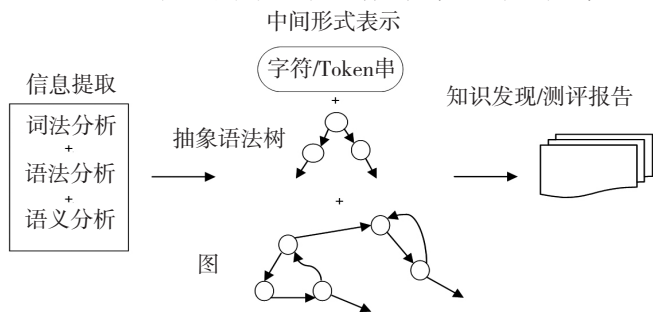 中间形式表示
字符/Token串
信息提取
词法分析
+
语法分析
+
语义分析
+
抽象语法树
+
图
知识发现/测评报告